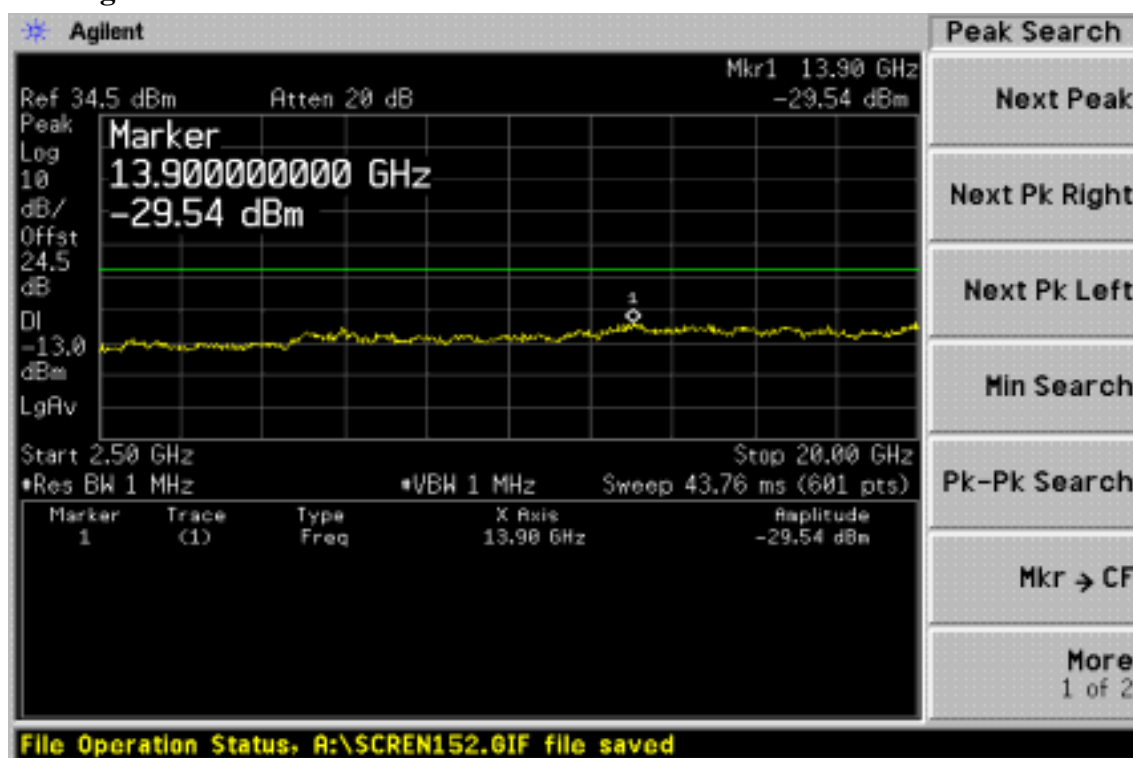 Agilent
Peak Search
Mkr1 13.90 GHz
Ref 34.5 dBm Atten 20 dB -29.54 dBm
Peak
Log
10
dB/
Offst
24.5
dB
DI
-13.0
dBm
LgAv
Marker
13.900000000 GHz
-29.54 dBm
1
Start 2.50 GHz Stop 20.00 GHz
•Res BW 1 MHz •VBW 1 MHz Sweep 43.76 ms (601 pts)
Marker Trace Type X Axis Amplitude
1 (1) Freq 13.90 GHz -29.54 dBm
Next Peak
Next Pk Right
Next Pk Left
Min Search
Pk-Pk Search
Mkr → CF
More
1 of 2
File Operation Status, A:\SCREN152.GIF file saved